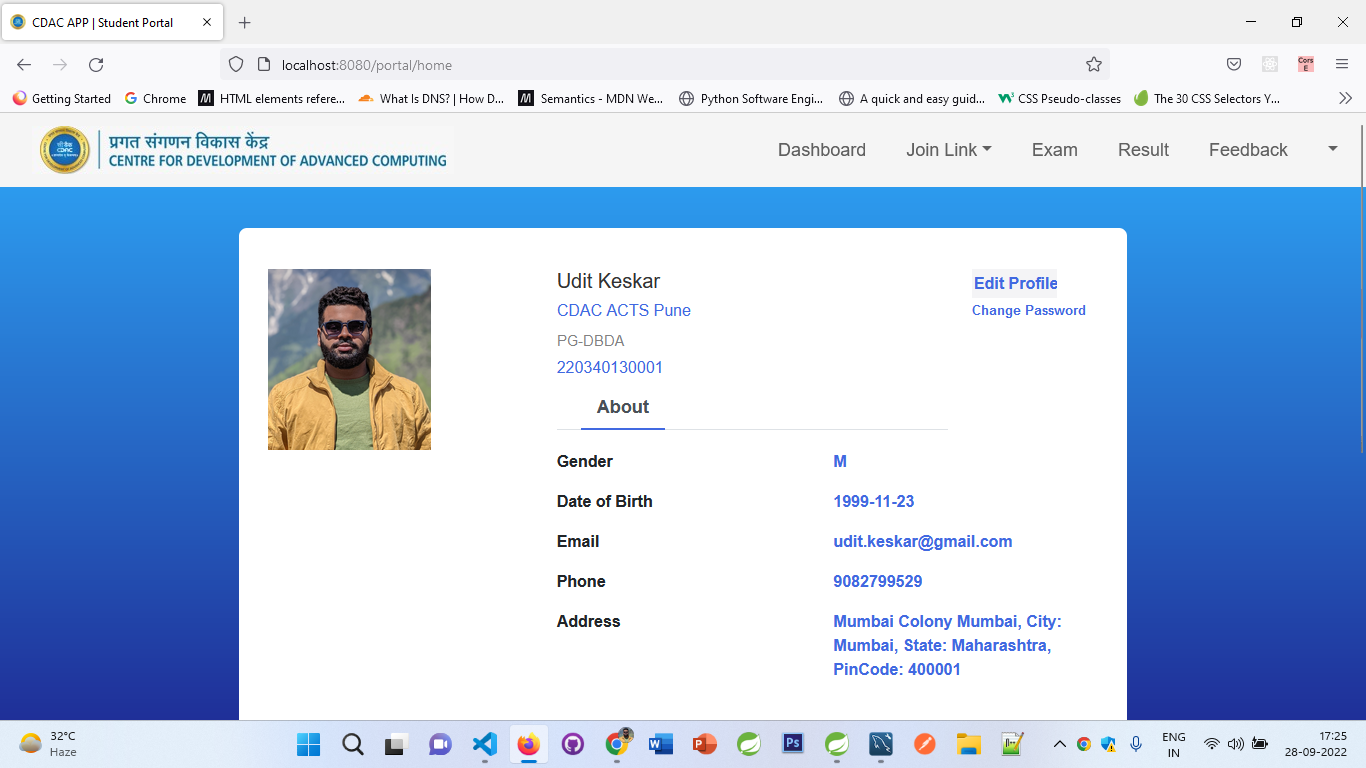 CDAC APP | Student Portal
localhost:8080/portal/home
Cors
E
Getting Started
Chrome
HTML elements refere...
What Is DNS? | How D...
Semantics - MDN We...
Python Software Engi...
A quick and easy guid...
CSS Pseudo-classes
The 30 CSS Selectors Y...
प्रगत संगणन विकास केंद्र
CENTRE FOR DEVELOPMENT OF ADVANCED COMPUTING
Dashboard
Join Link
Exam
Result
Feedback
Udit Keskar
Edit Profile
CDAC ACTS Pune
Change Password
PG-DBDA
220340130001
About
Gender M
Date of Birth 1999-11-23
Email udit.keskar@gmail.com
Phone 9082799529
Address Mumbai Colony Mumbai, City:
Mumbai, State: Maharashtra,
PinCode: 400001
32°C
Haze
ENG
IN
17:25
28-09-2022